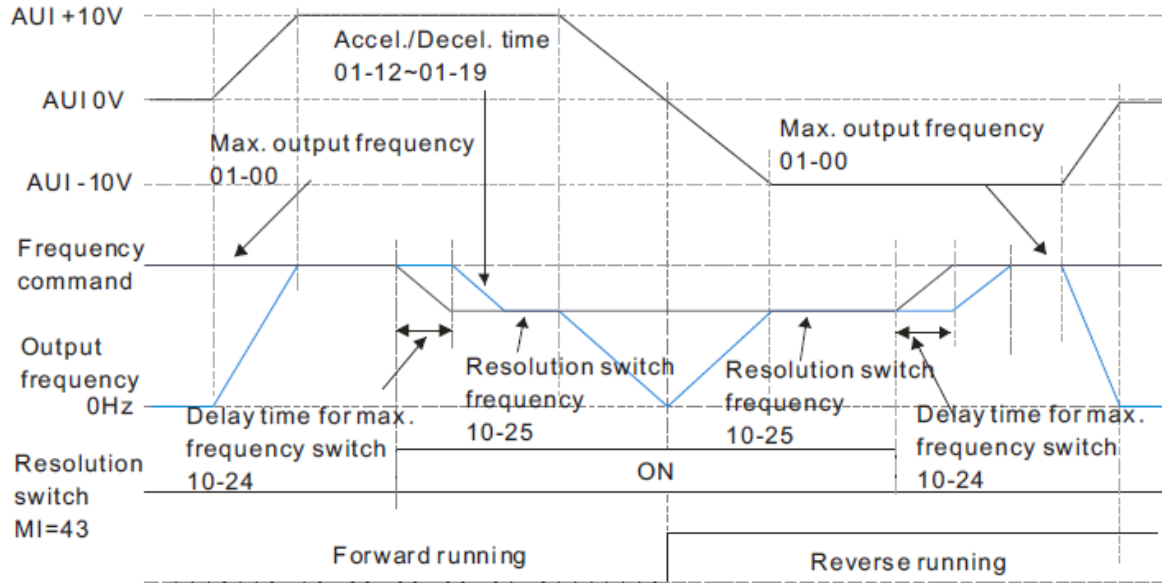 AUI +10V
Accel./Decel. time
01-12~01-19
AUI 0V
Max. output frequency
01-00
Max. output frequency
01-00
AUI -10V
Frequency
command
Output
frequency
0Hz
Resolution switch
frequency
10-25
Resolution switch
frequency
10-25
Delay time for max.
frequency switch
10-24
Delay time for max.
frequency switch
10-24
Resolution
switch
MI=43
ON
Forward running
Reverse running